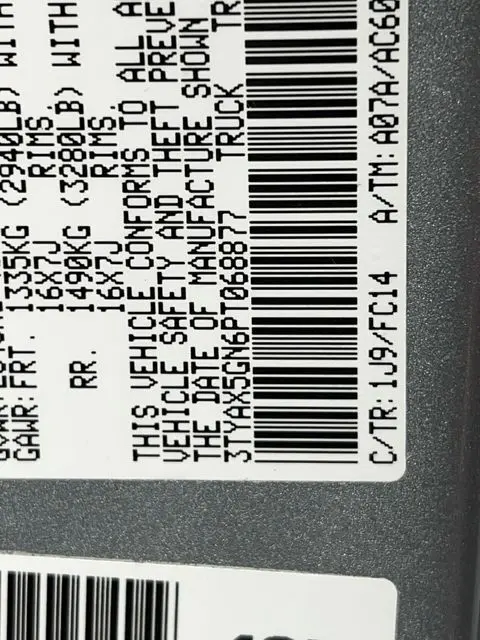 GAWR: FRT. 1335KG (2940LB) WITH
16X7J RIMS,
RR. 1490KG (3280LB) WITH
16X7J RIMS,
THIS VEHICLE CONFORMS TO ALL A
VEHICLE SAFETY AND THEFT PREVE
THE DATE OF MANUFACTURE SHOWN
3TYAX5GN6PT068877 TRUCK TR
C/TR: 1J9/FC14 A/TM: A07A/AC60